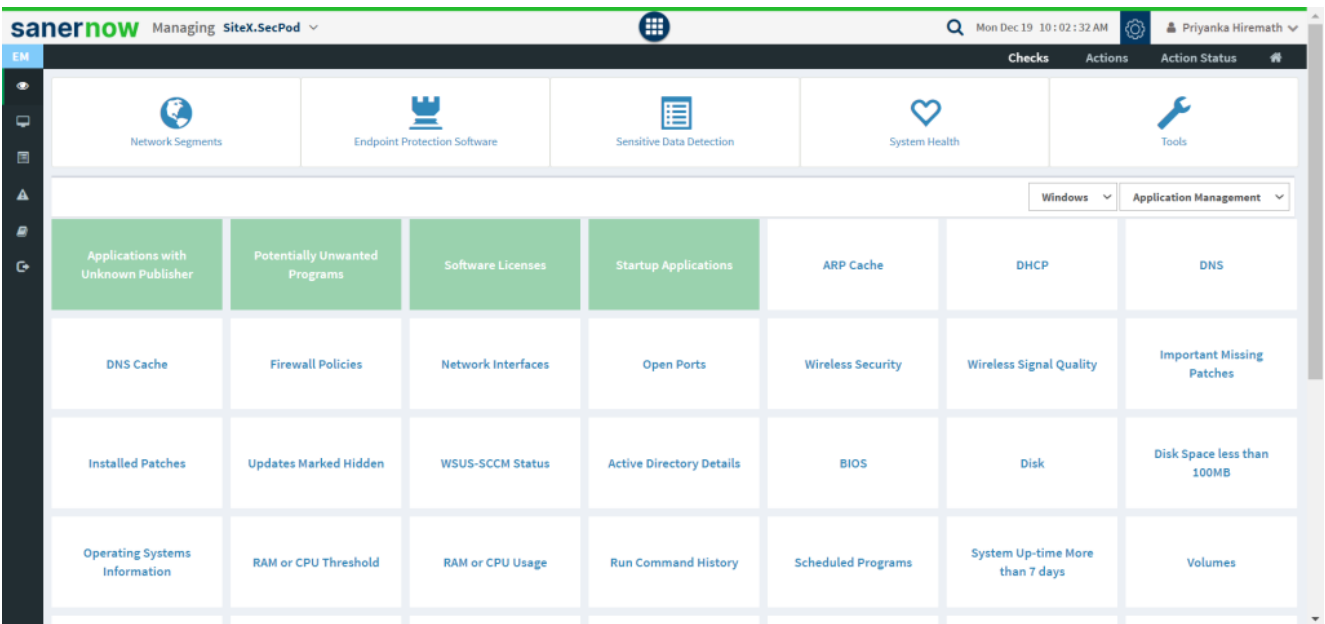 sanernow Managing SiteX.SecPod Mon Dec 19 10 : 02 : 32 AM Priyanka Hiremath
EM Checks Actions Action Status
Network Segments Endpoint Protection Software Sensitive Data Detection System Health Tools
Windows Application Management
Applications with Unknown Publisher Potentially Unwanted Programs Software Licenses Startup Applications ARP Cache DHCP DNS
DNS Cache Firewall Policies Network Interfaces Open Ports Wireless Security Wireless Signal Quality Important Missing Patches
Installed Patches Updates Marked Hidden WSUS-SCCM Status Active Directory Details BIOS Disk Disk Space less than 100MB
Operating Systems Information RAM or CPU Threshold RAM or CPU Usage Run Command History Scheduled Programs System Up-time More than 7 days Volumes